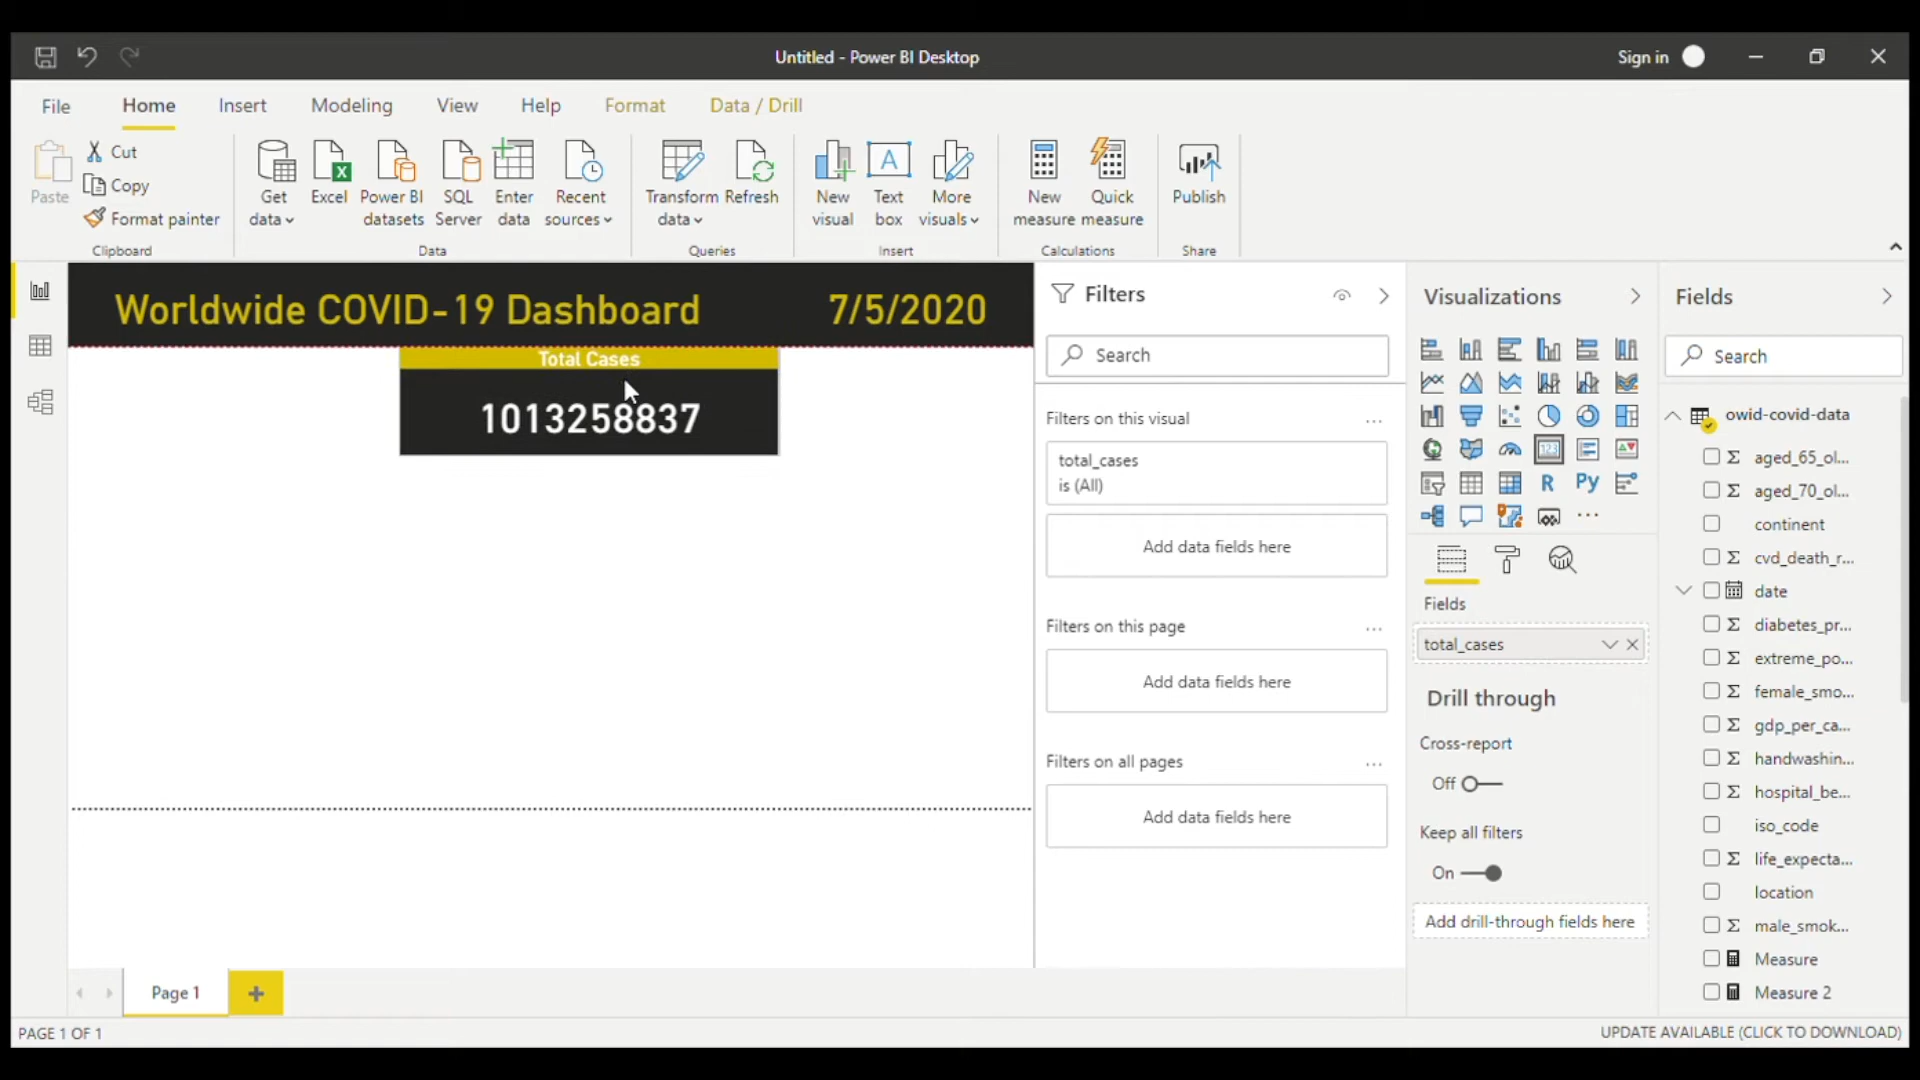 Untitled - Power BI Desktop
Sign in
File Home Insert Modeling View Help Format Data / Drill
Paste
Cut
Copy
Format painter
Clipboard
Get data
Excel
Power BI datasets
SQL Server
Enter data
Recent sources
Data
Transform data
Refresh
Queries
New visual
Text box
More visuals
Insert
New measure
Quick measure
Calculations
Publish
Share
Worldwide COVID-19 Dashboard 7/5/2020
Total Cases
1013258837
Filters
Search
Filters on this visual
...
total_cases
is (All)
Add data fields here
Filters on this page
...
Add data fields here
Filters on all pages
...
Add data fields here
Visualizations
R
Py
...
Fields
total_cases
Drill through
Cross-report
Off
Keep all filters
On
Add drill-through fields here
Fields
Search
owid-covid-data
Σ aged_65_ol...
Σ aged_70_ol...
continent
Σ cvd_death_r...
date
Σ diabetes_pr...
Σ extreme_po...
Σ female_smo...
Σ gdp_per_ca...
Σ handwashin...
Σ hospital_be...
iso_code
Σ life_expecta...
location
Σ male_smok...
Measure
Measure 2
Page 1
+
PAGE 1 OF 1
UPDATE AVAILABLE (CLICK TO DOWNLOAD)